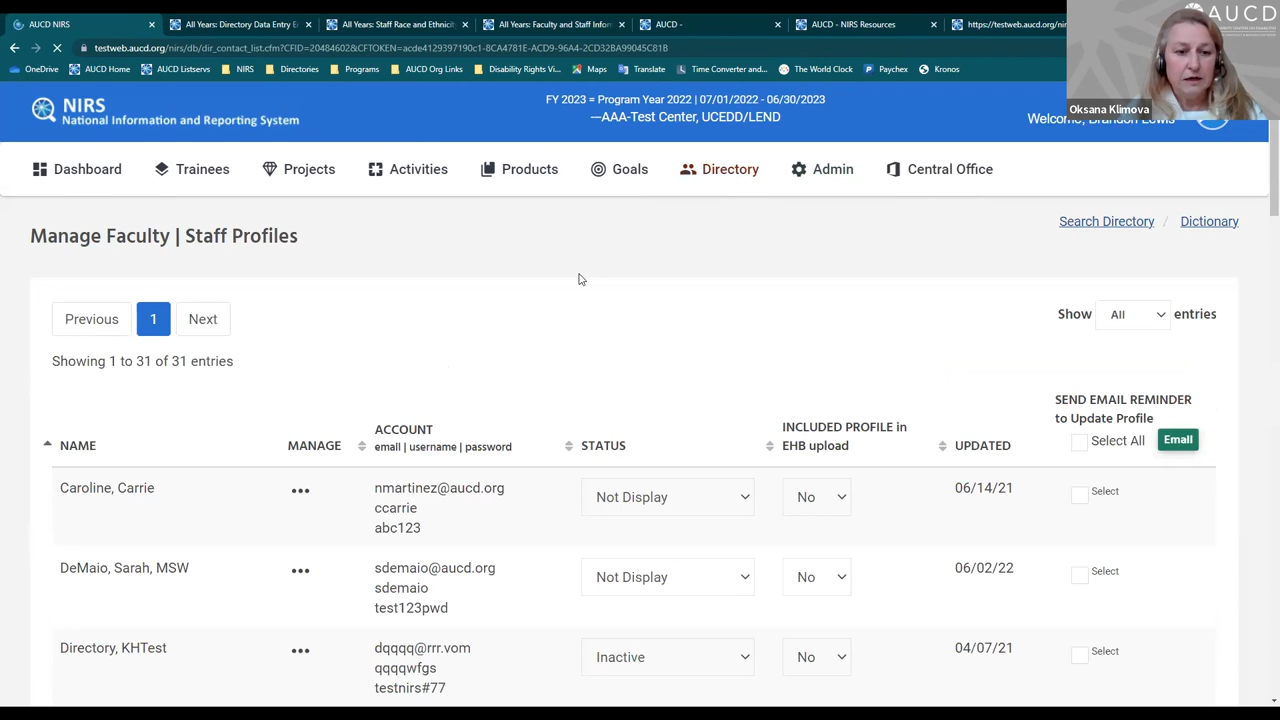 AUCD NIRS
All Years: Directory Data Entry E
All Years: Staff Race and Ethnicit
All Years: Faculty and Staff Infor
AUCD -
AUCD - NIRS Resources
https://testweb.aucd.org/nir
testweb.aucd.org/nirs/db/dir_contact_list.cfm?CFID=20484602&CFTOKEN=acde4129397190c1-8CA4781E-ACD9-96A4-2CD32BA99045C81B
OneDrive
AUCD Home
AUCD Listservs
NIRS
Directories
Programs
AUCD Org Links
Disability Rights Vi...
Maps
Translate
Time Converter and...
The World Clock
Paychex
Kronos
AUCD
Oksana Klimova
NIRS
National Information and Reporting System
FY 2023 = Program Year 2022 | 07/01/2022 - 06/30/2023
—AAA-Test Center, UCEDD/LEND
Welcome, Brandon Lewis
Dashboard
Trainees
Projects
Activities
Products
Goals
Directory
Admin
Central Office
Search Directory / Dictionary
Manage Faculty | Staff Profiles
Previous 1 Next
Show All entries
Showing 1 to 31 of 31 entries
SEND EMAIL REMINDER
to Update Profile
Select All Email
NAME
MANAGE
ACCOUNT
email | username | password
STATUS
INCLUDED PROFILE in
EHB upload
UPDATED
Caroline, Carrie
nmartinez@aucd.org
ccarrie
abc123
Not Display
No
06/14/21
Select
DeMaio, Sarah, MSW
sdemaio@aucd.org
sdemaio
test123pwd
Not Display
No
06/02/22
Select
Directory, KHTest
dqqqq@rrr.vom
qqqqwfgs
testnirs#77
Inactive
No
04/07/21
Select